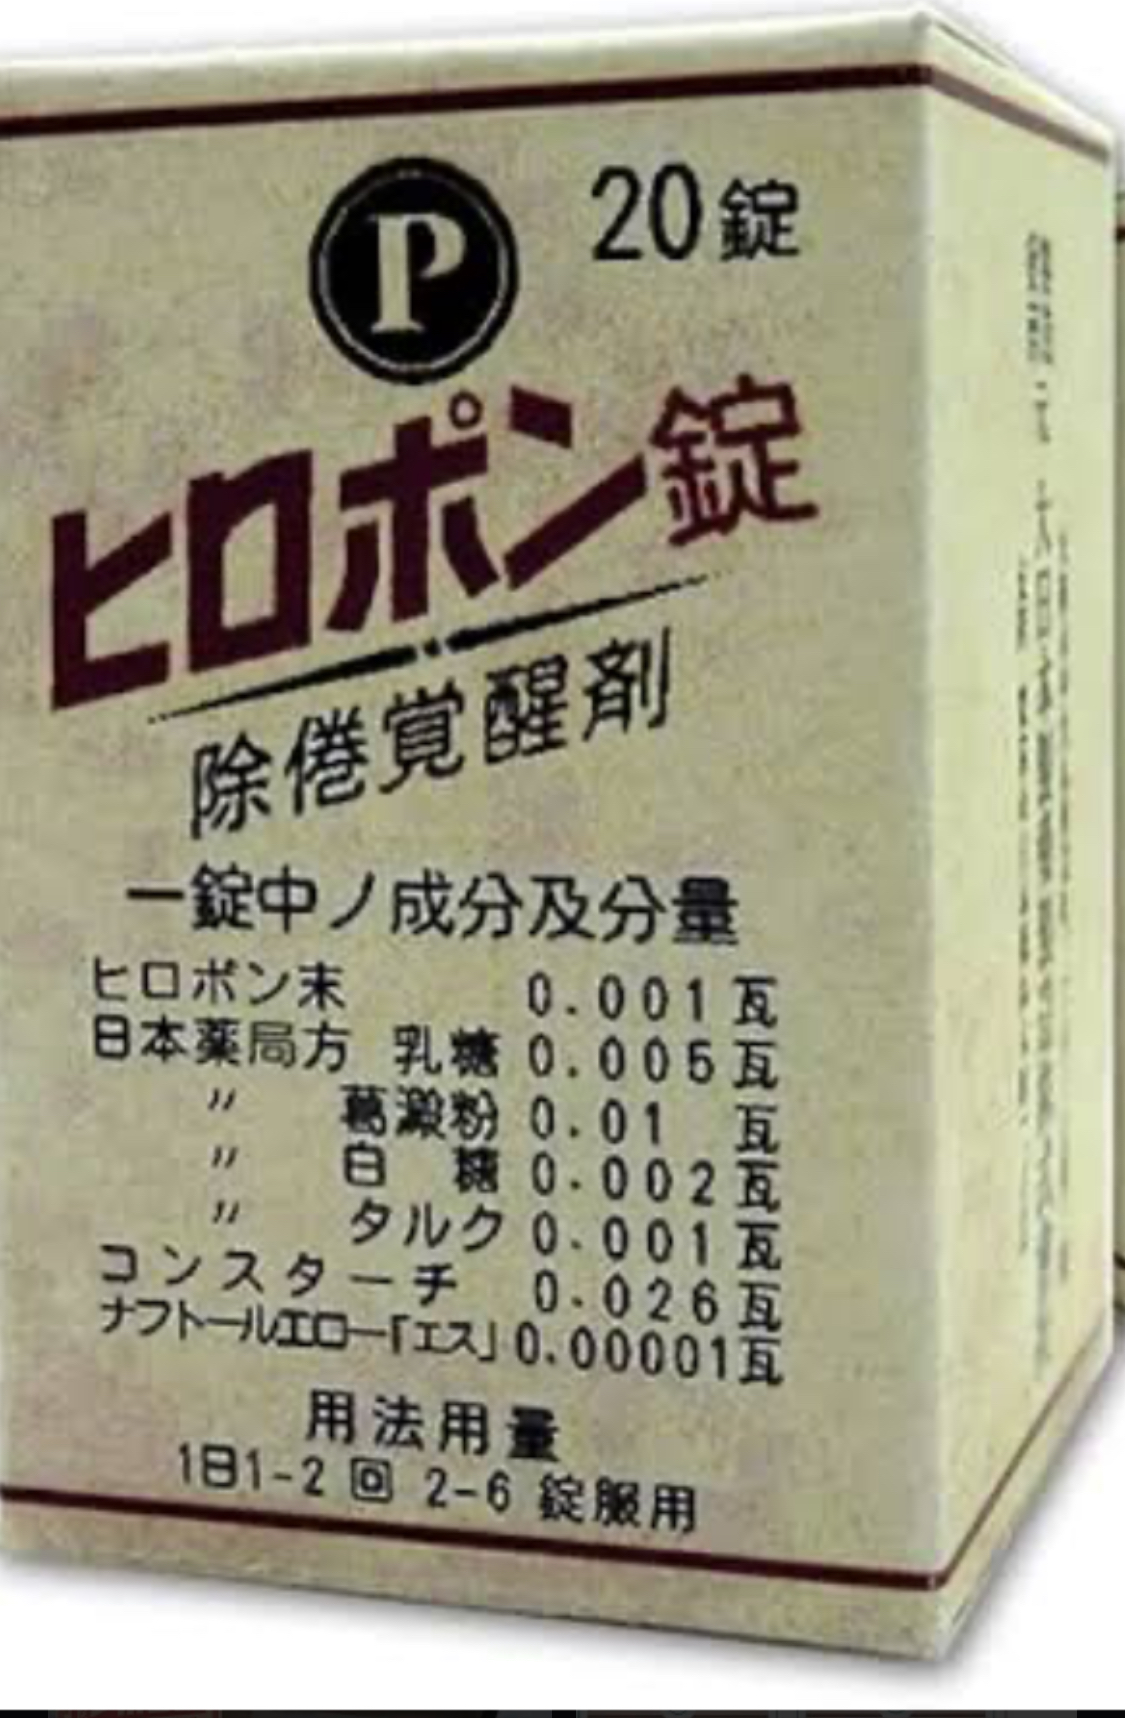 P
20錠
ヒロポン錠
除倦覚醒剤
一錠中ノ成分及分量
ヒロポン末 0.001瓦
日本薬局方 乳糖 0.005瓦
〃 葛澱粉 0.01 瓦
〃 白 糖 0.002瓦
〃 タルク 0.001瓦
コンスターチ 0.026瓦
ナフトールエロー「エス」0.00001瓦
用法用量
1日1-2回 2-6錠服用